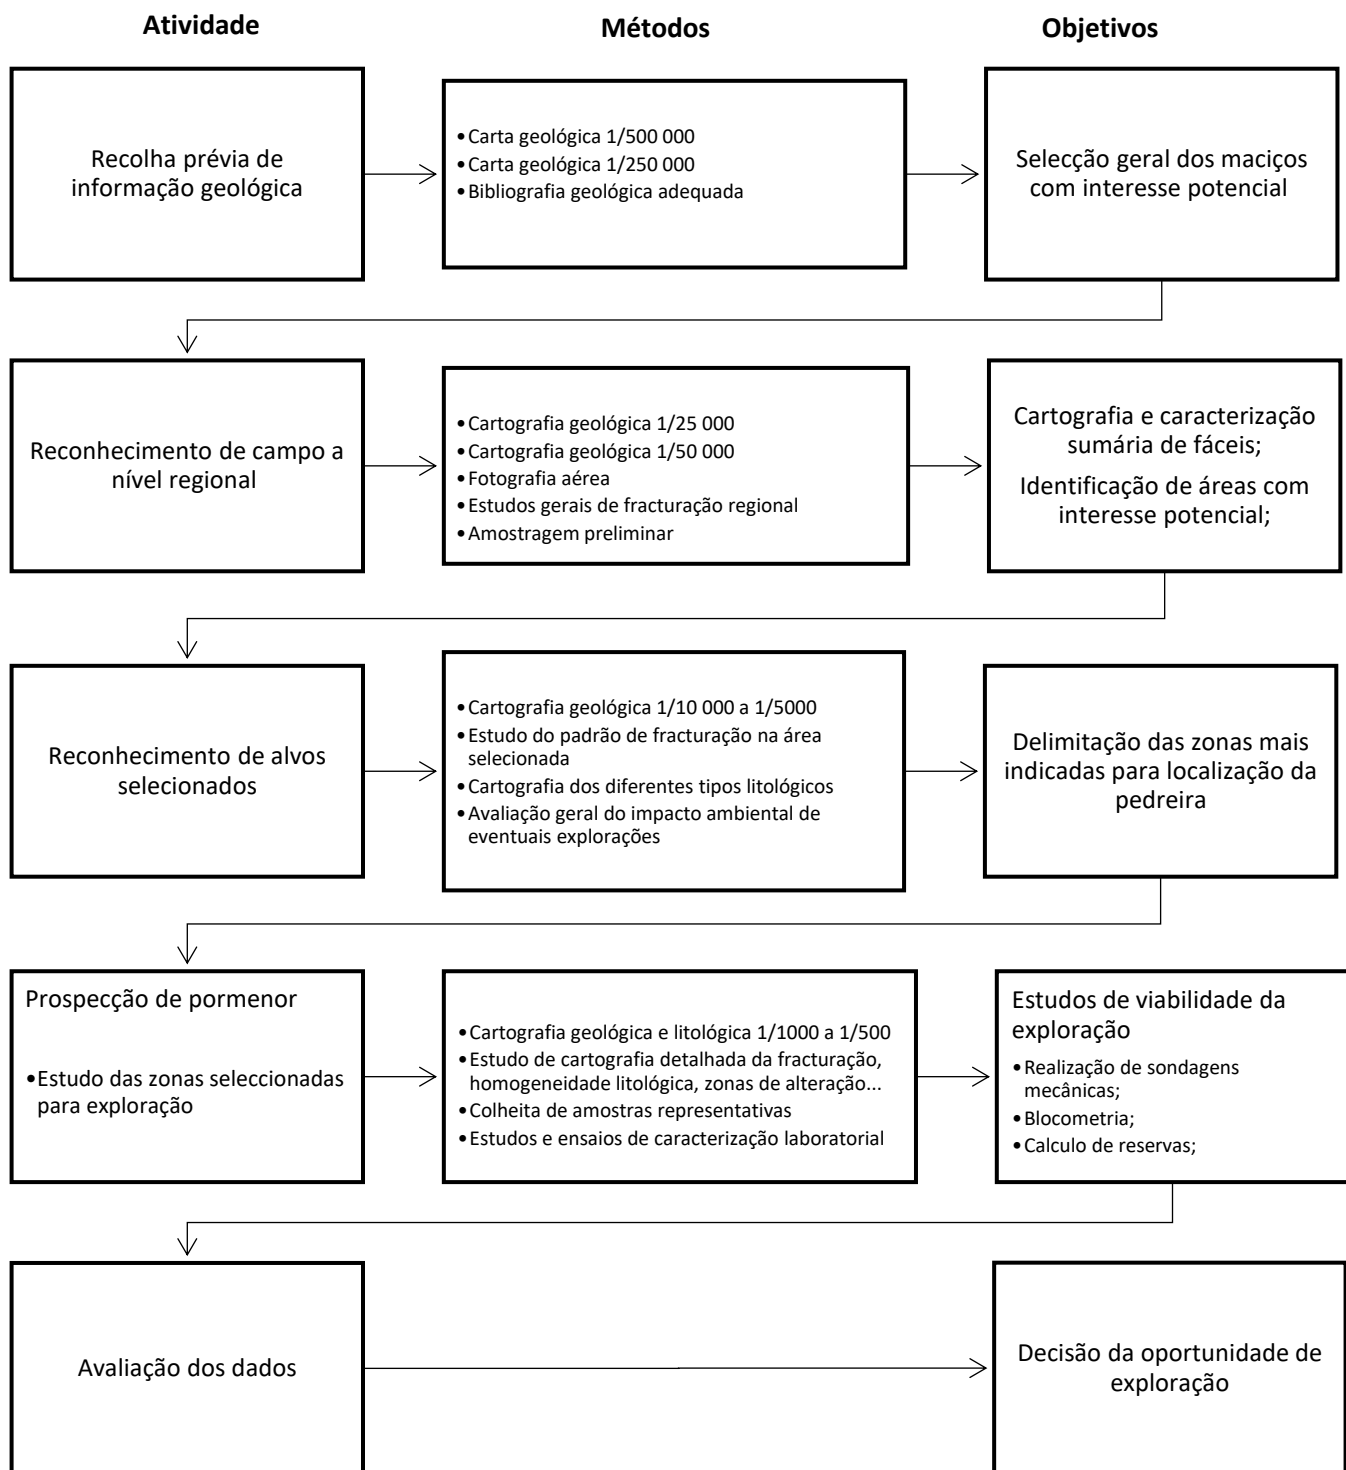 Atividade
Métodos
Objetivos
Recolha prévia de
informação geológica
•Carta geológica 1/500 000
•Carta geológica 1/250 000
•Bibliografia geológica adequada
Selecção geral dos maciços
com interesse potencial
Reconhecimento de campo a
nível regional
•Cartografia geológica 1/25 000
•Cartografia geológica 1/50 000
•Fotografia aérea
•Estudos gerais de fracturação regional
•Amostragem preliminar
Cartografia e caracterização
sumária de fáceis;
Identificação de áreas com
interesse potencial;
Reconhecimento de alvos
selecionados
•Cartografia geológica 1/10 000 a 1/5000
•Estudo do padrão de fracturação na área
selecionada
•Cartografia dos diferentes tipos litológicos
•Avaliação geral do impacto ambiental de
eventuais explorações
Delimitação das zonas mais
indicadas para localização da
pedreira
Prospecção de pormenor
•Estudo das zonas seleccionadas
para exploração
•Cartografia geológica e litológica 1/1000 a 1/500
•Estudo de cartografia detalhada da fracturação,
homogeneidade litológica, zonas de alteração...
•Colheita de amostras representativas
•Estudos e ensaios de caracterização laboratorial
Estudos de viabilidade da
exploração
•Realização de sondagens
mecânicas;
•Blocometria;
•Calculo de reservas;
Avaliação dos dados
Decisão da oportunidade de
exploração